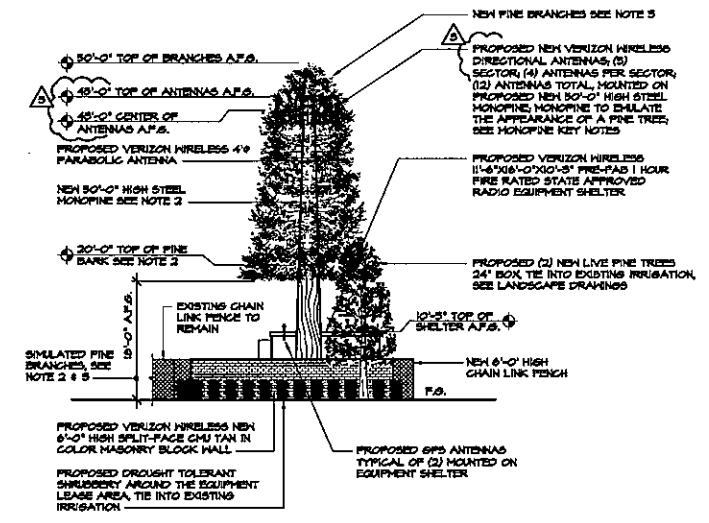 NEW PINE BRANCHES SEE NOTE 5
3
50'-0" TOP OF BRANCHES A.F.G.
3
48'-0" TOP OF ANTENNAS A.F.G.
45'-0" CENTER OF
ANTENNAS A.F.G.
PROPOSED NEW VERIZON WIRELESS
DIRECTIONAL ANTENNAS; (3)
SECTOR; (4) ANTENNAS PER SECTOR;
(12) ANTENNAS TOTAL, MOUNTED ON
PROPOSED NEW 50'-0" HIGH STEEL
MONOPINE; MONOPINE TO EMULATE
THE APPEARANCE OF A PINE TREE;
SEE MONOPINE KEY NOTES
PROPOSED VERIZON WIRELESS 4'Φ
PARABOLIC ANTENNA
PROPOSED VERIZON WIRELESS
11'-6"X16'-0"X10'-5" PRE-FAB 1 HOUR
FIRE RATED STATE APPROVED
RADIO EQUIPMENT SHELTER
NEW 50'-0" HIGH STEEL
MONOPINE SEE NOTE 2
20'-0" TOP OF PINE
BARK SEE NOTE 2
PROPOSED (2) NEW LIVE PINE TREES
24" BOX, TIE INTO EXISTING IRRIGATION,
SEE LANDSCAPE DRAWINGS
15'-0" A.F.G.
EXISTING CHAIN
LINK FENCE TO
REMAIN
10'-5" TOP OF
SHELTER A.F.G.
SIMULATED PINE
BRANCHES, SEE
NOTE 2 & 5
NEW 6'-0" HIGH
CHAIN LINK FENCH
F.G.
PROPOSED VERIZON WIRELESS NEW
6'-0" HIGH SPLIT-FACE CMU TAN IN
COLOR MASONRY BLOCK WALL
PROPOSED GPS ANTENNAS
TYPICAL OF (2) MOUNTED ON
EQUIPMENT SHELTER
PROPOSED DROUGHT TOLERANT
SHRUBBERY AROUND THE EQUIPMENT
LEASE AREA, TIE INTO EXISTING
IRRIGATION